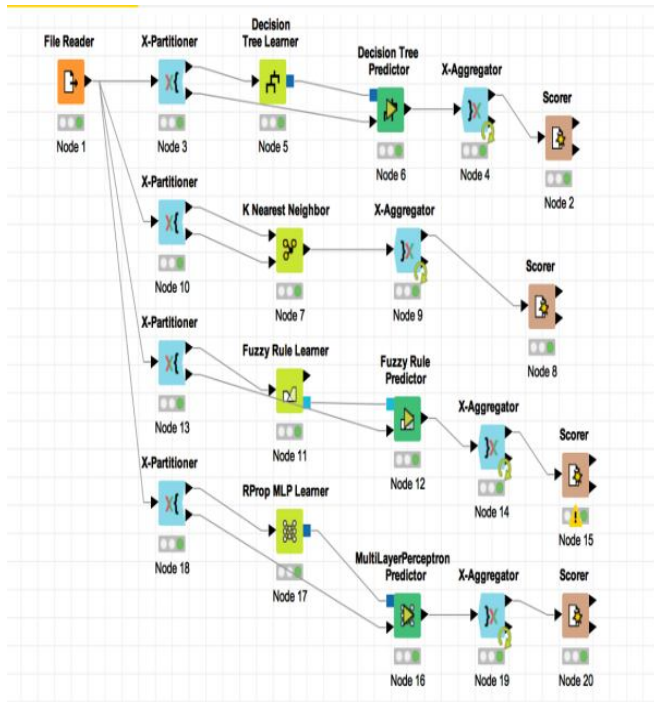 File Reader
X-Partitioner
Decision
Tree Learner
Decision Tree
Predictor
X-Aggregator
Scorer
Node 1
Node 3
Node 5
Node 6
Node 4
Node 2
X-Partitioner
K Nearest Neighbor
X-Aggregator
Scorer
Node 10
Node 7
Node 9
Node 8
X-Partitioner
Fuzzy Rule Learner
Fuzzy Rule
Predictor
X-Aggregator
Scorer
Node 13
Node 11
Node 12
Node 14
Node 15
X-Partitioner
RProp MLP Learner
MultiLayerPerceptron
Predictor
X-Aggregator
Scorer
Node 18
Node 17
Node 16
Node 19
Node 20